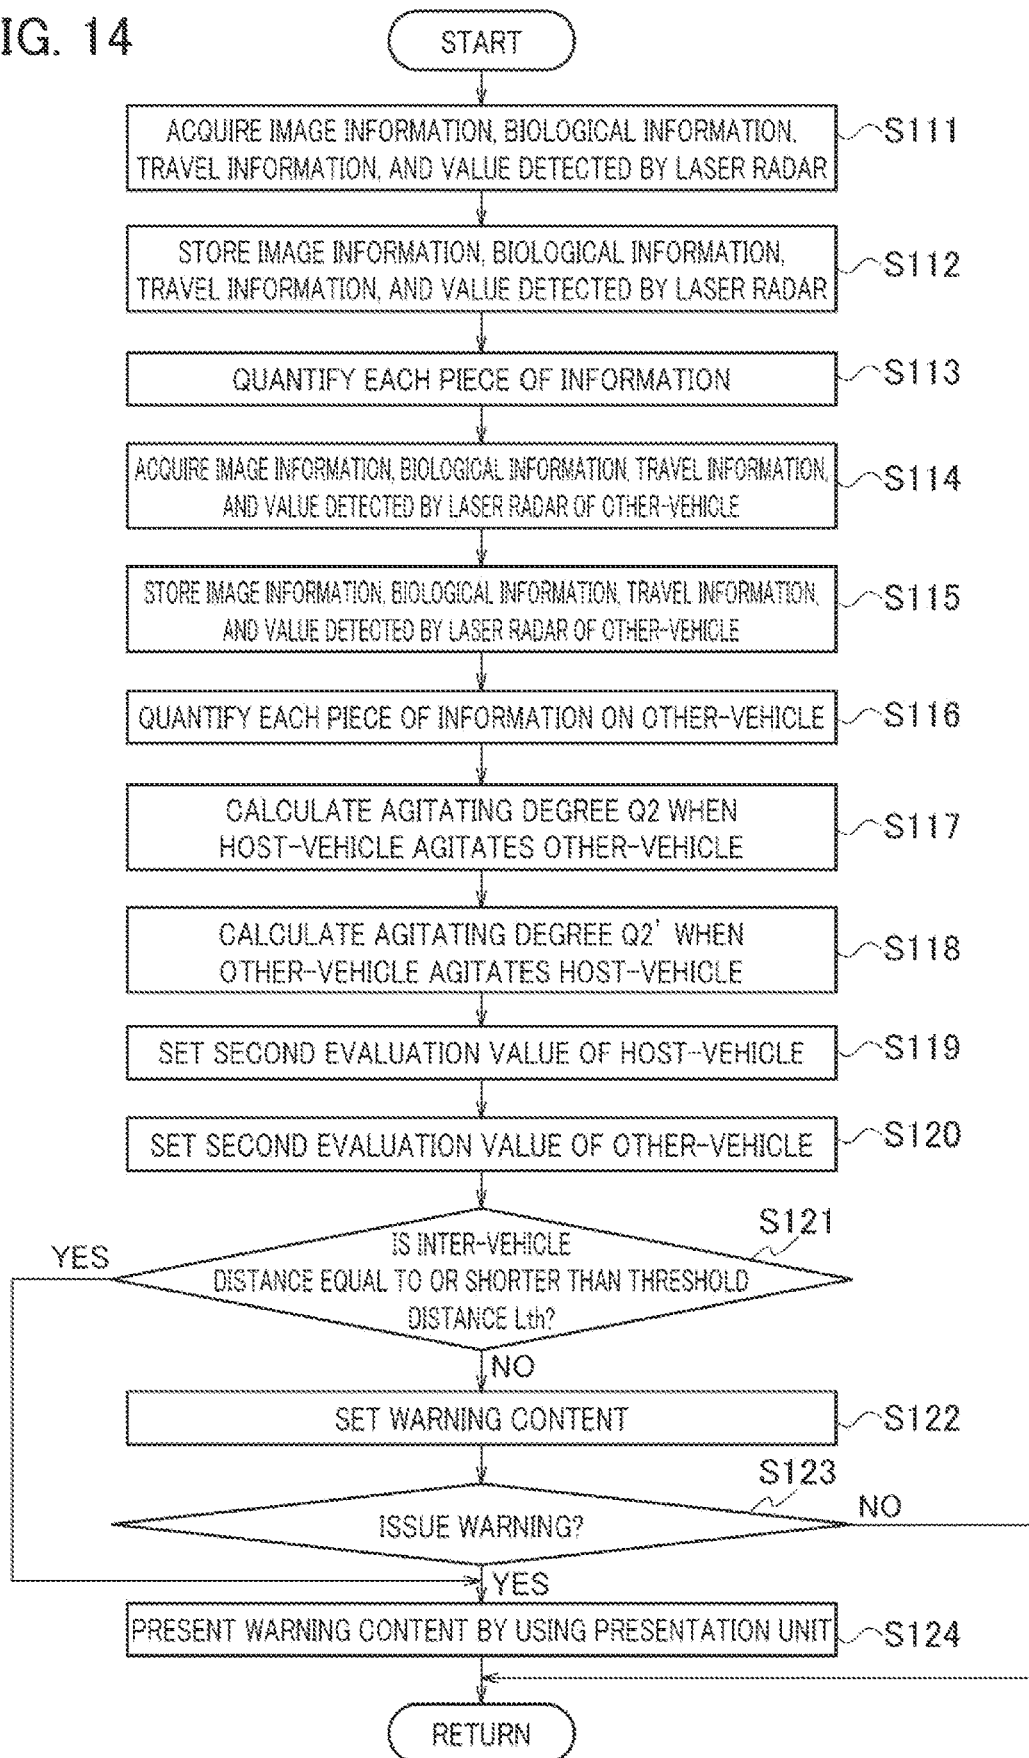 IG. 14
START
ACQUIRE IMAGE INFORMATION, BIOLOGICAL INFORMATION,
TRAVEL INFORMATION, AND VALUE DETECTED BY LASER RADAR
S111
STORE IMAGE INFORMATION, BIOLOGICAL INFORMATION,
TRAVEL INFORMATION, AND VALUE DETECTED BY LASER RADAR
S112
QUANTIFY EACH PIECE OF INFORMATION
S113
ACQUIRE IMAGE INFORMATION, BIOLOGICAL INFORMATION, TRAVEL INFORMATION,
AND VALUE DETECTED BY LASER RADAR OF OTHER-VEHICLE
S114
STORE IMAGE INFORMATION, BIOLOGICAL INFORMATION, TRAVEL INFORMATION,
AND VALUE DETECTED BY LASER RADAR OF OTHER-VEHICLE
S115
QUANTIFY EACH PIECE OF INFORMATION ON OTHER-VEHICLE
S116
CALCULATE AGITATING DEGREE Q2 WHEN
HOST-VEHICLE AGITATES OTHER-VEHICLE
S117
CALCULATE AGITATING DEGREE Q2' WHEN
OTHER-VEHICLE AGITATES HOST-VEHICLE
S118
SET SECOND EVALUATION VALUE OF HOST-VEHICLE
S119
SET SECOND EVALUATION VALUE OF OTHER-VEHICLE
S120
S121
YES
IS INTER-VEHICLE
DISTANCE EQUAL TO OR SHORTER THAN THRESHOLD
DISTANCE Lth?
NO
SET WARNING CONTENT
S122
S123
NO
ISSUE WARNING?
YES
PRESENT WARNING CONTENT BY USING PRESENTATION UNIT
S124
RETURN